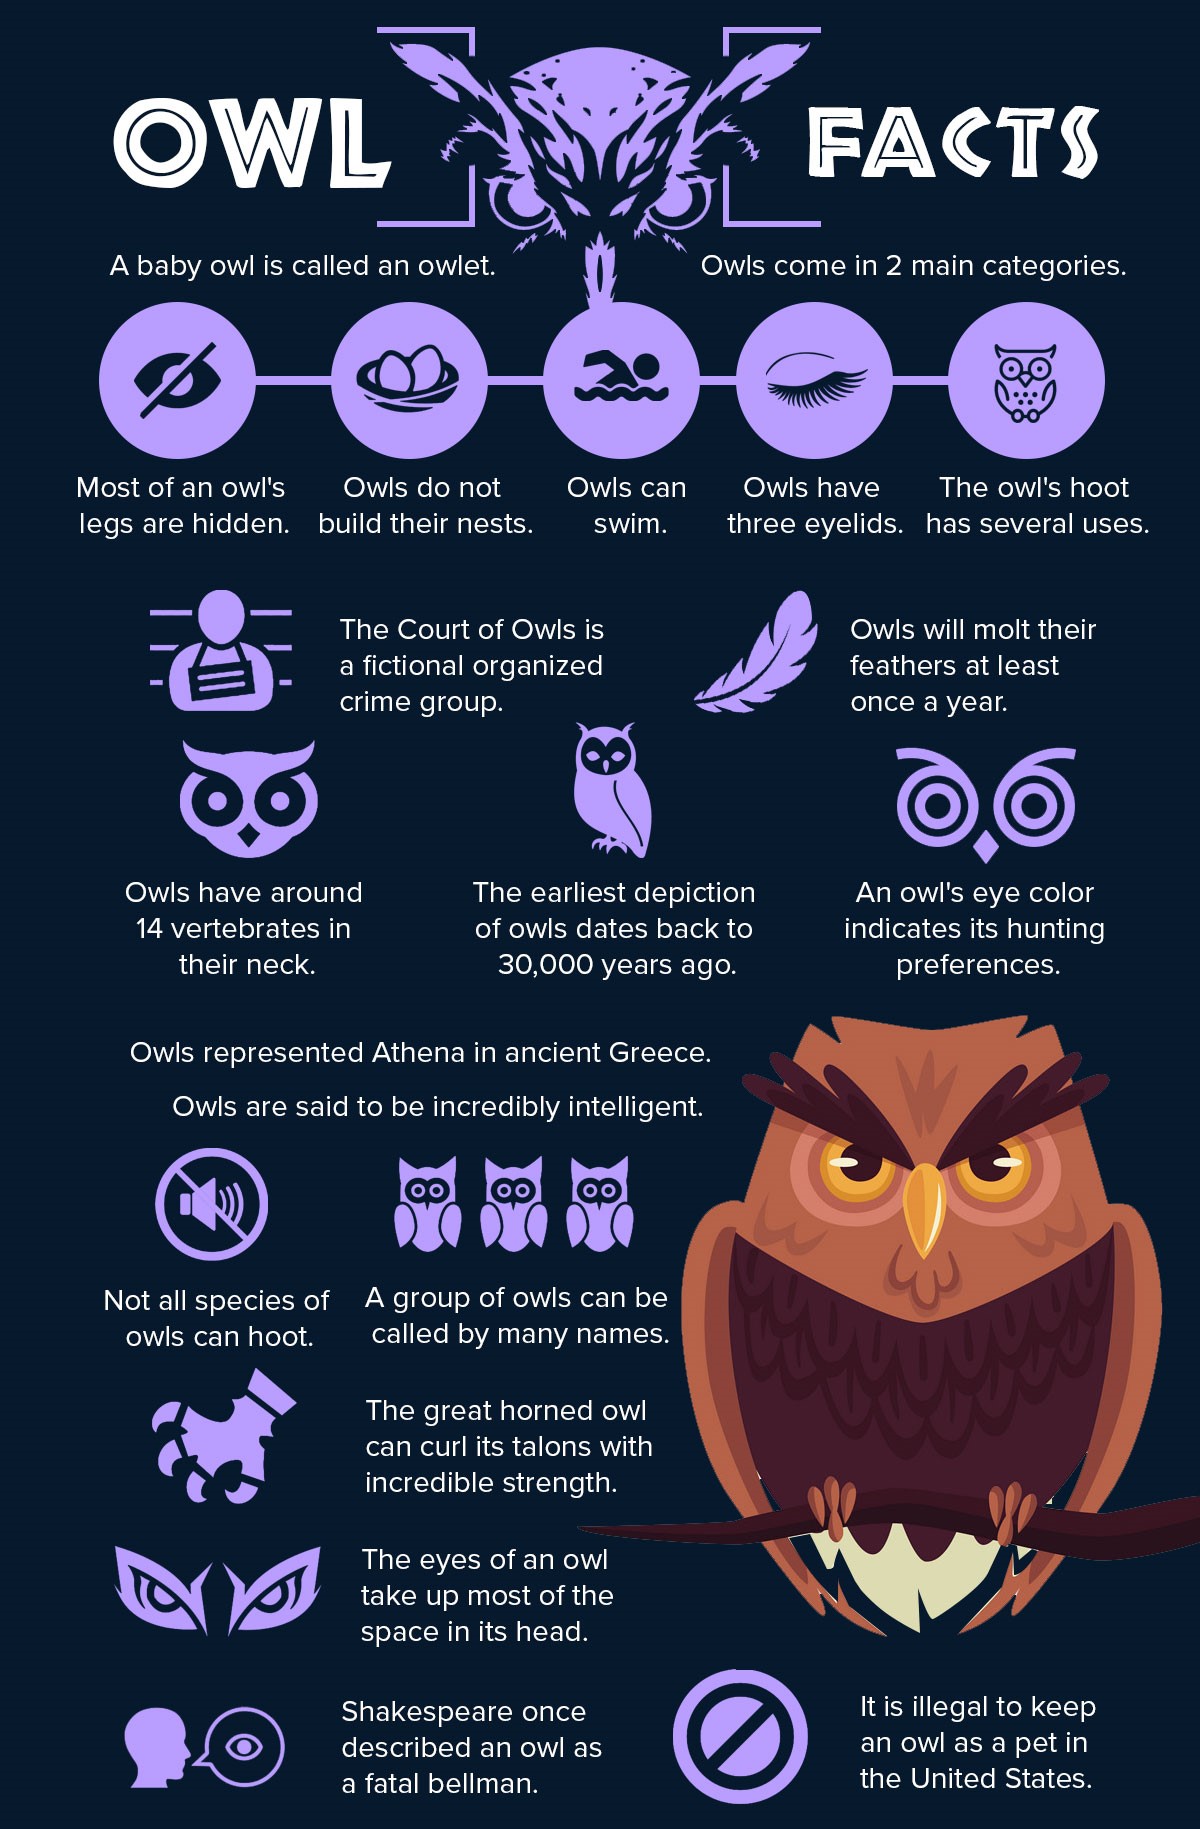 OWL FACTS
A baby owl is called an owlet.
Owls come in 2 main categories.
Most of an owl's
legs are hidden.
Owls do not
build their nests.
Owls can
swim.
Owls have
three eyelids.
The owl's hoot
has several uses.
The Court of Owls is
a fictional organized
crime group.
Owls will molt their
feathers at least
once a year.
Owls have around
14 vertebrates in
their neck.
The earliest depiction
of owls dates back to
30,000 years ago.
An owl's eye color
indicates its hunting
preferences.
Owls represented Athena in ancient Greece.
Owls are said to be incredibly intelligent.
Not all species of
owls can hoot.
A group of owls can be
called by many names.
The great horned owl
can curl its talons with
incredible strength.
The eyes of an owl
take up most of the
space in its head.
Shakespeare once
described an owl as
a fatal bellman.
It is illegal to keep
an owl as a pet in
the United States.